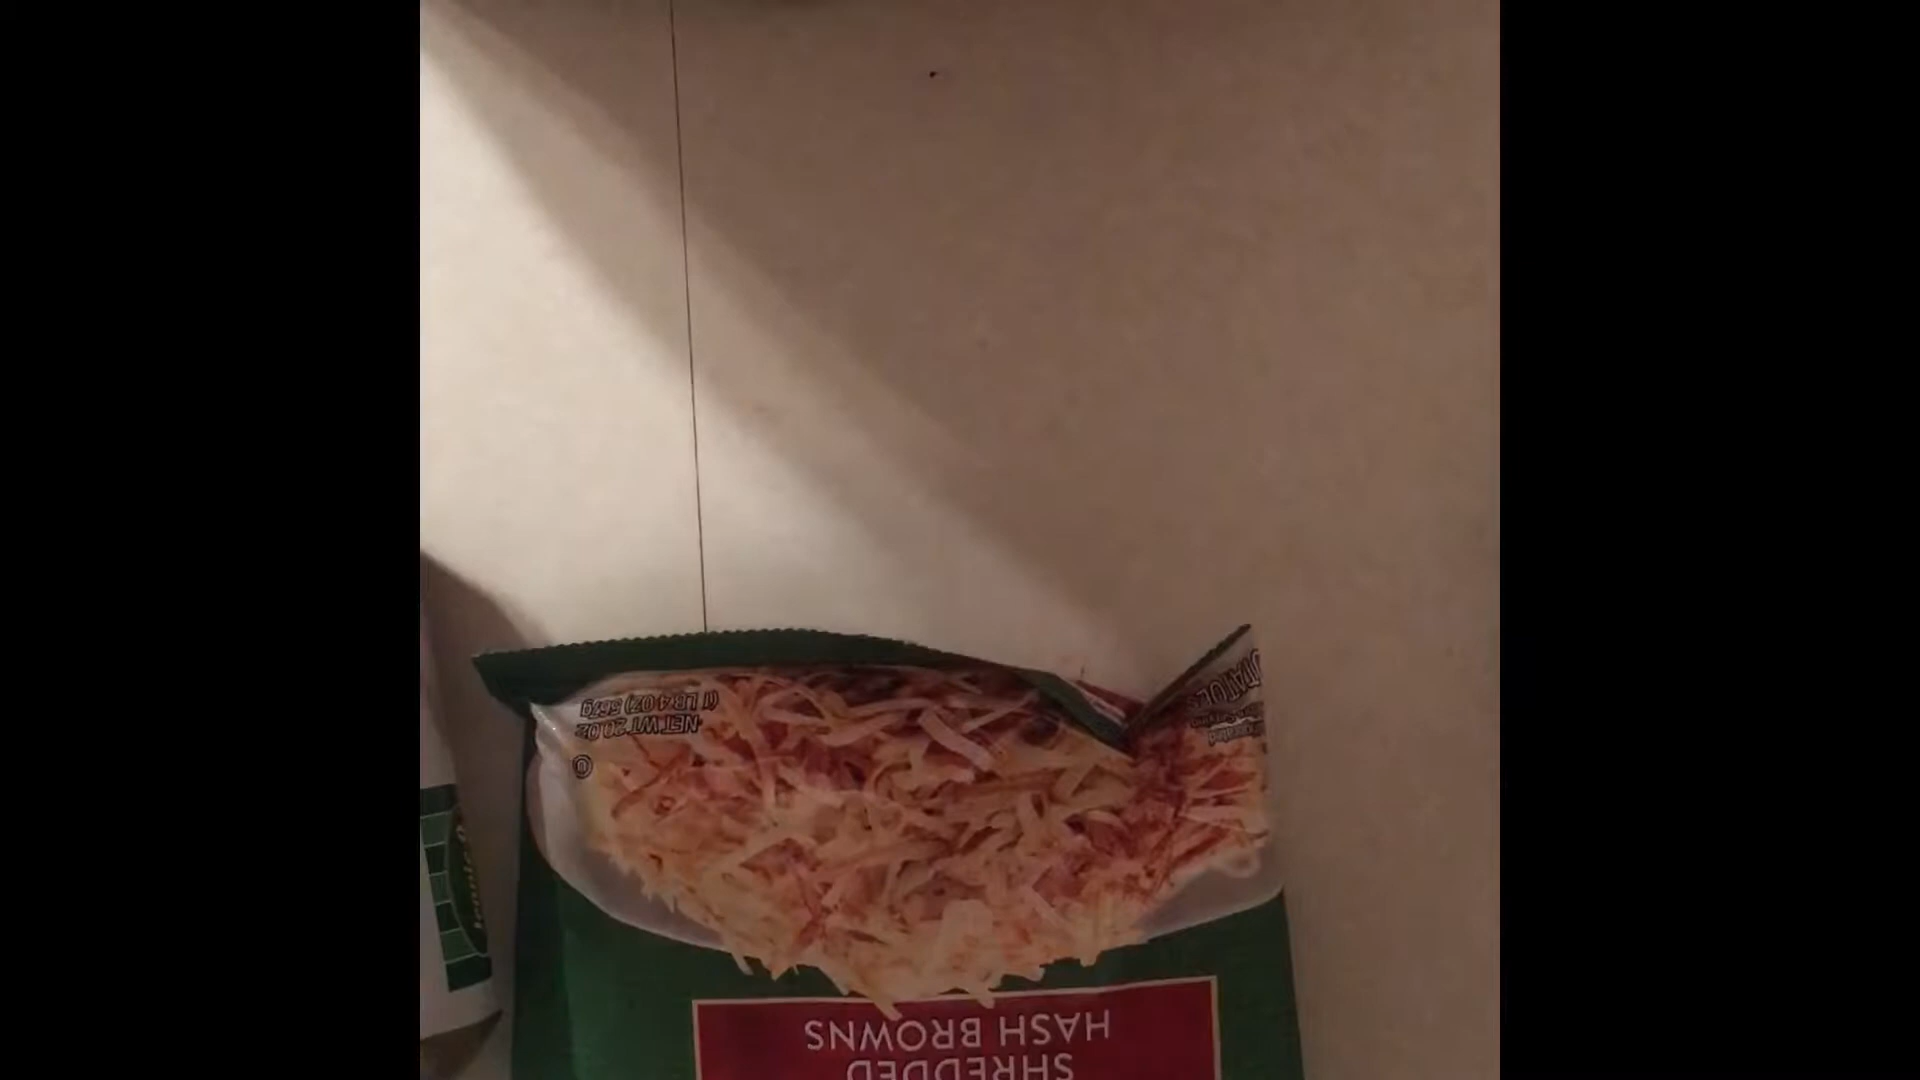 SHREDDED
HASH BROWNS
Ⓤ
NET WT 20 OZ
(1 LB 4 OZ) 567g